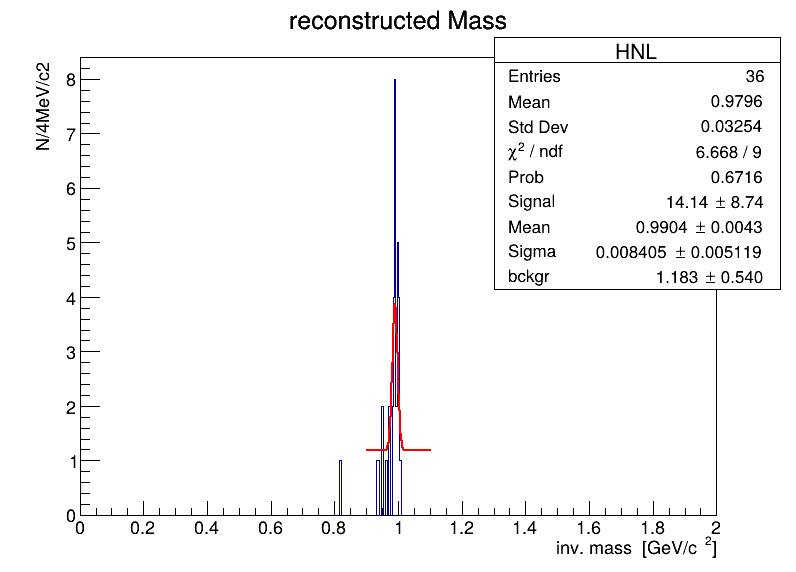 reconstructed Mass
HNL
Entries 36
Mean 0.9796
Std Dev 0.03254
χ² / ndf 6.668 / 9
Prob 0.6716
Signal 14.14 ± 8.74
Mean 0.9904 ± 0.0043
Sigma 0.008405 ± 0.005119
bckgr 1.183 ± 0.540
N/4MeV/c2
8
7
6
5
4
3
2
1
0
0 0.2 0.4 0.6 0.8 1 1.2 1.4 1.6 1.8 2
inv. mass [GeV/c ²]